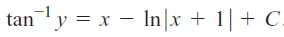 tan⁻¹ y = x − ln|x + 1| + C.